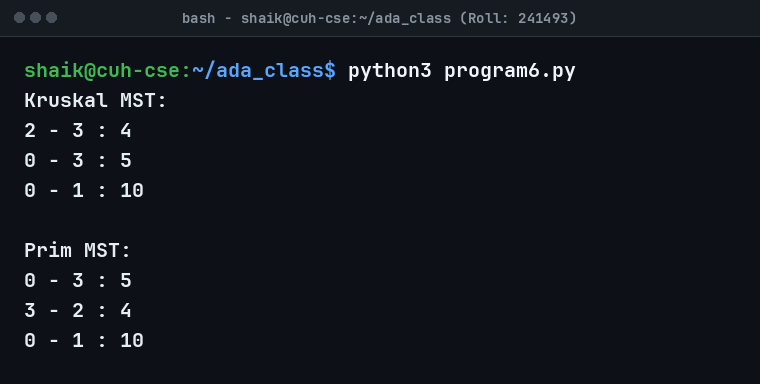 bash - shaik@cuh-cse:~/ada_class (Roll: 241493)
shaik@cuh-cse:~/ada_class$ python3 program6.py
Kruskal MST:
2 - 3 : 4
0 - 3 : 5
0 - 1 : 10
Prim MST:
0 - 3 : 5
3 - 2 : 4
0 - 1 : 10